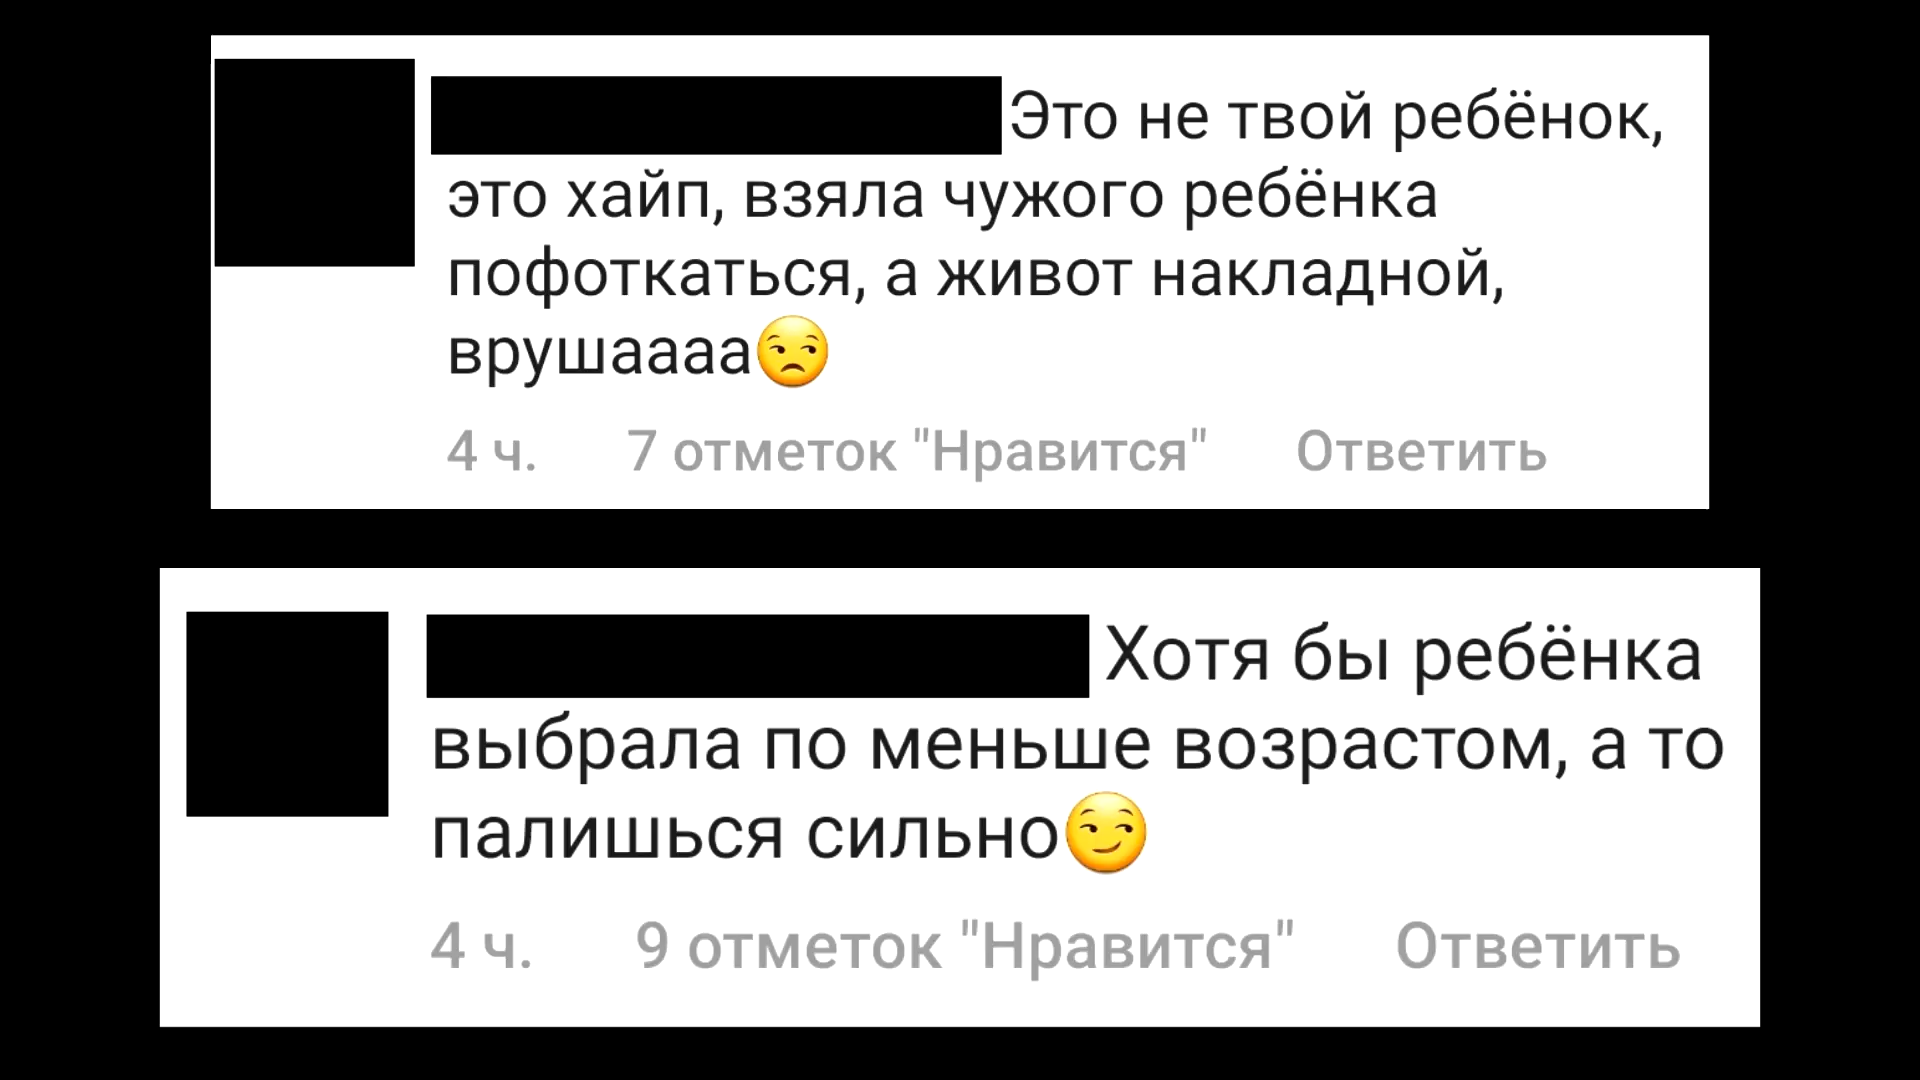 Это не твой ребёнок,
это хайп, взяла чужого ребёнка
пофоткаться, а живот накладной,
врушаааа😒
4 ч. 7 отметок "Нравится" Ответить
Хотя бы ребёнка
выбрала по меньше возрастом, а то
палишься сильно😏
4 ч. 9 отметок "Нравится" Ответить